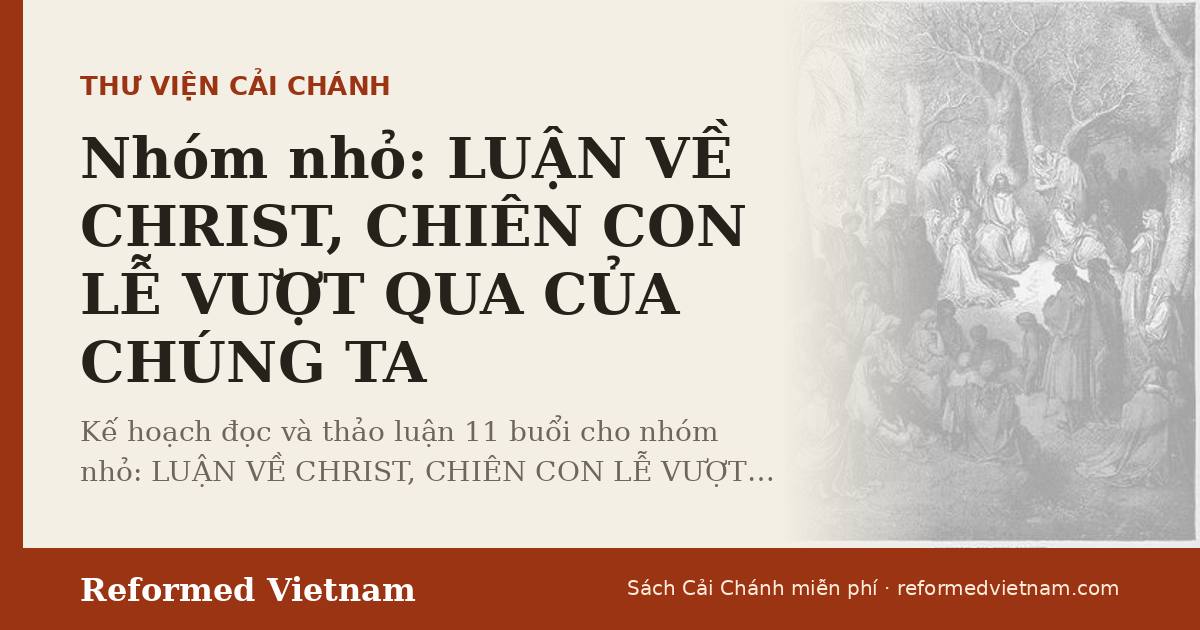 THƯ VIỆN CẢI CHÁNH
Nhóm nhỏ: LUẬN VỀ
CHRIST, CHIÊN CON
LỄ VƯỢT QUA CỦA
CHÚNG TA
Kế hoạch đọc và thảo luận 11 buổi cho nhóm
nhỏ: LUẬN VỀ CHRIST, CHIÊN CON LỄ VƯỢT...
Reformed Vietnam
Sách Cải Chánh miễn phí · reformedvietnam.com